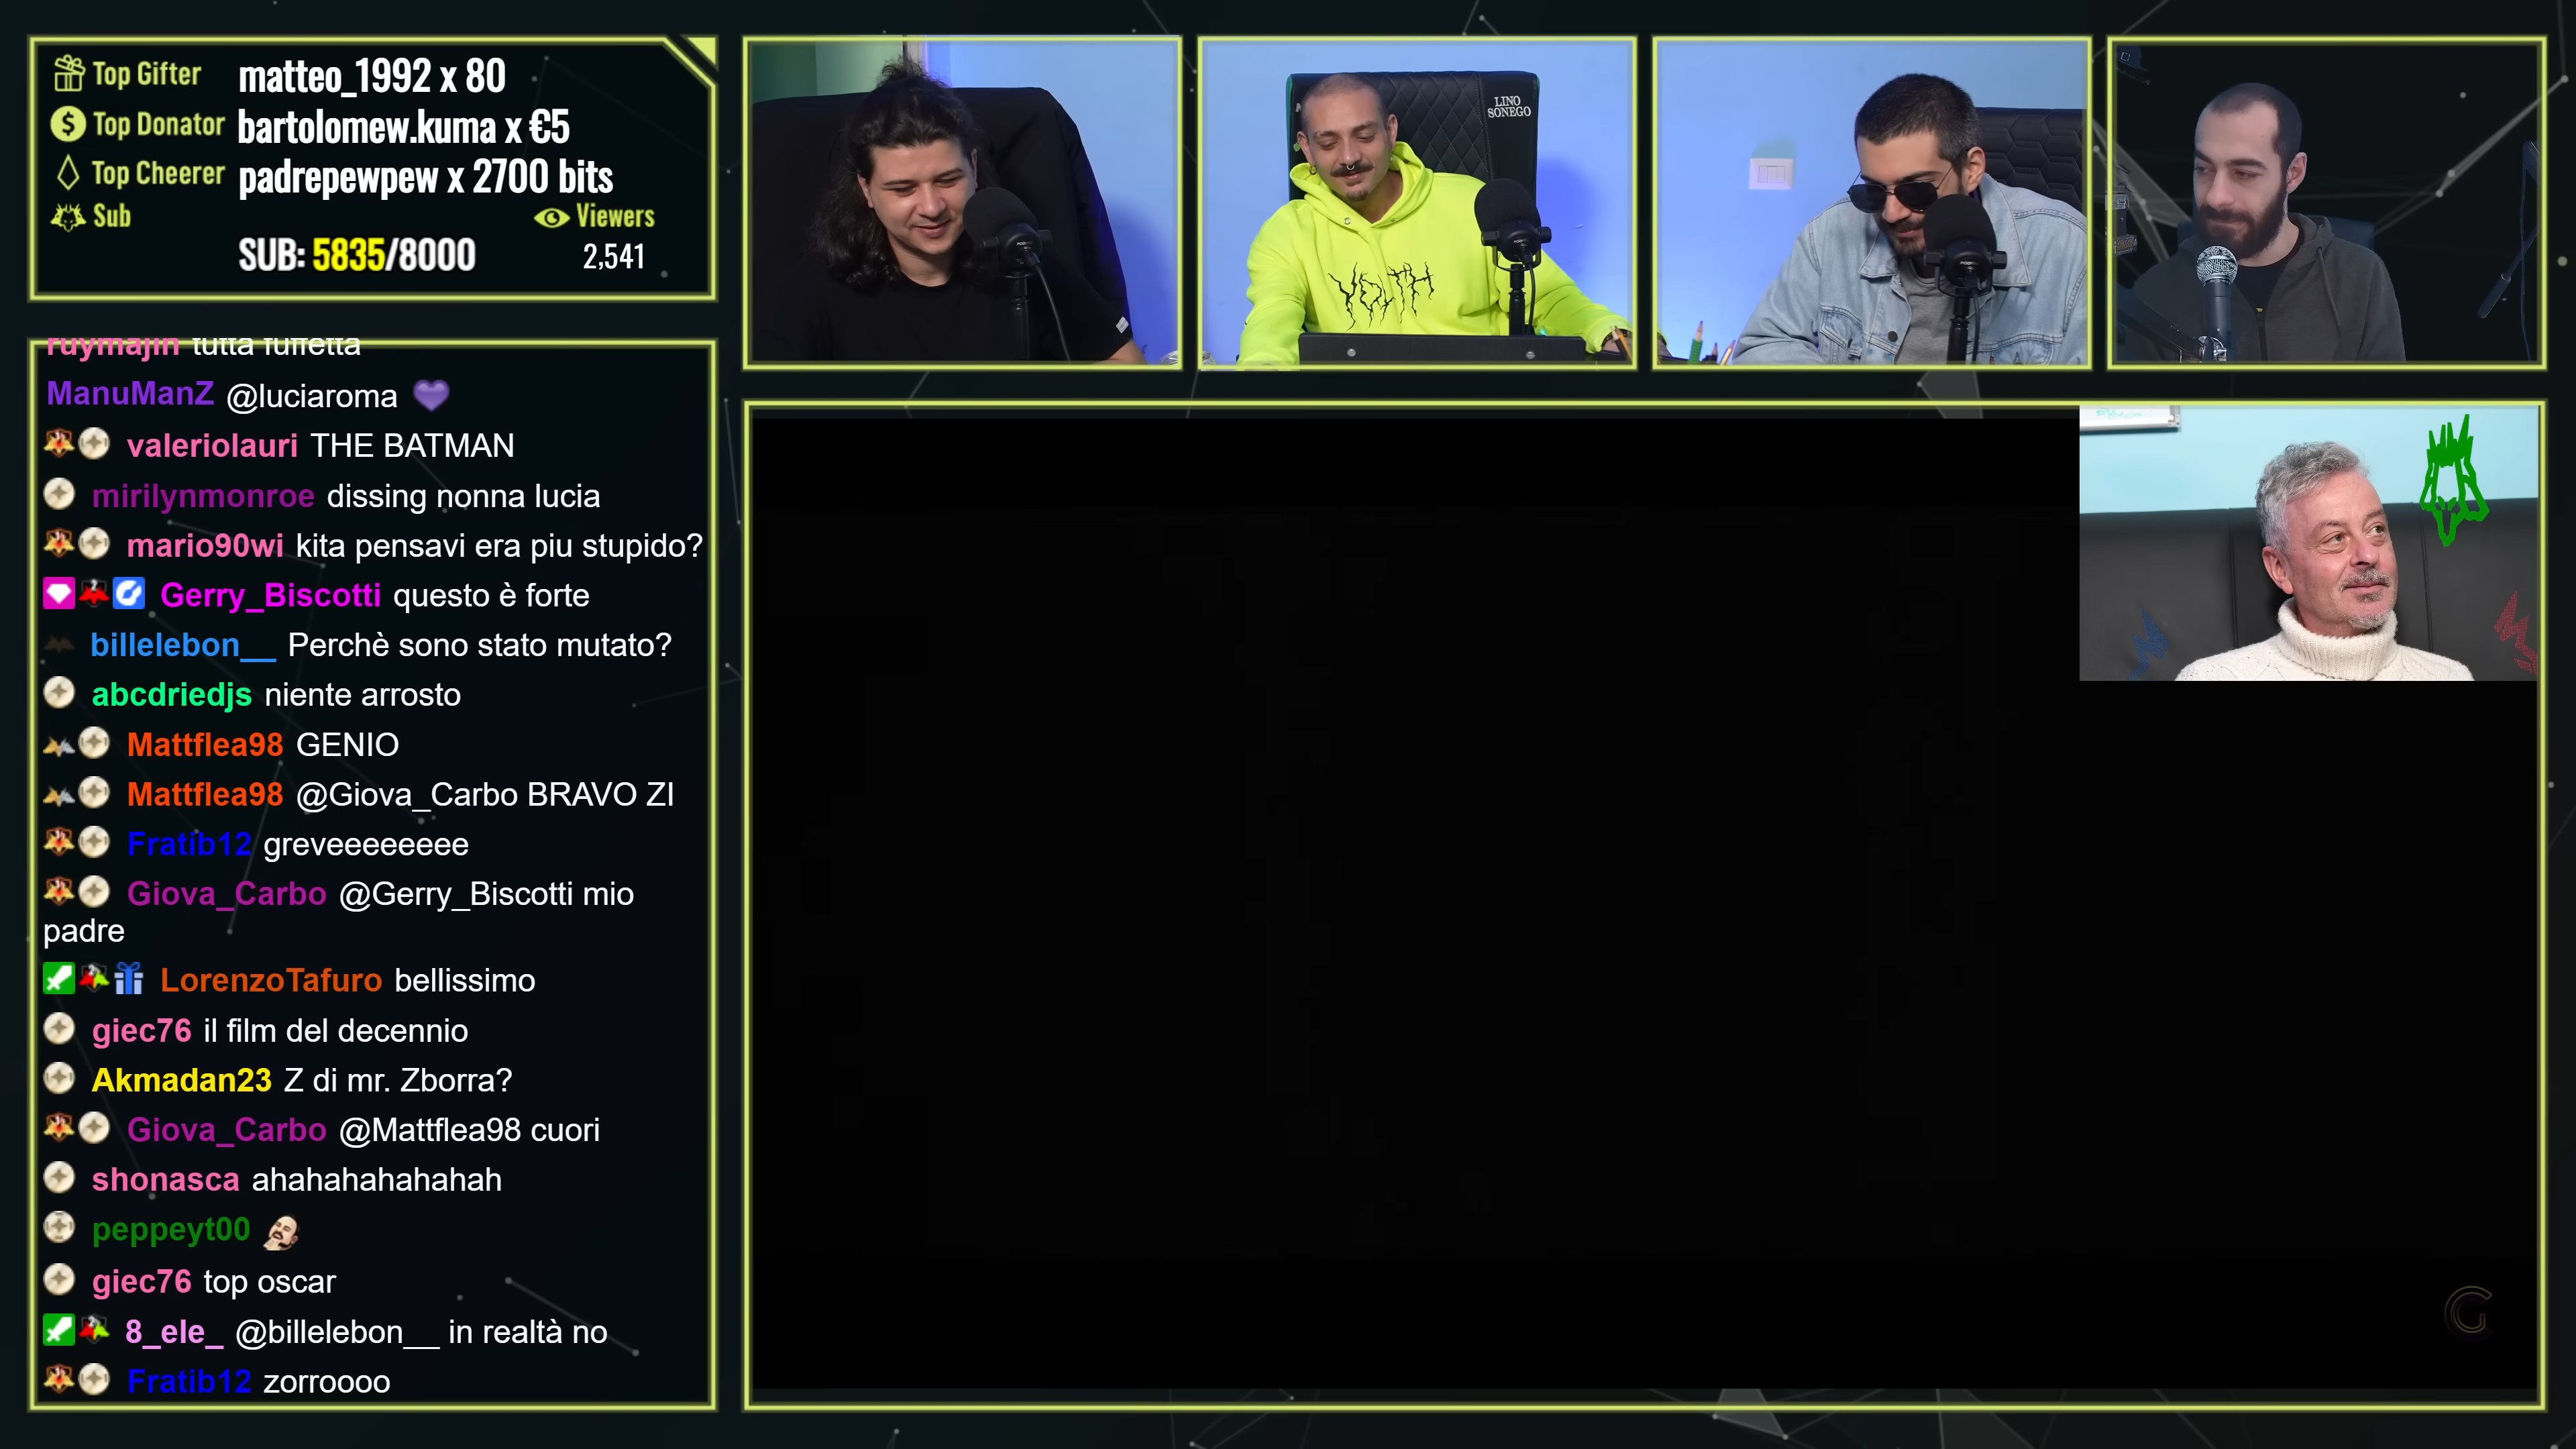 Top Gifter matteo_1992 x 80
Top Donator bartolomew.kuma x €5
Top Cheerer padrepewpew x 2700 bits
Sub Viewers
SUB: 5835/8000 2,541
LINO
SONEGO
YOUTH
ruymajin tutta fuffetta
ManuManZ @luciaroma
valeriolauri THE BATMAN
mirilynmonroe dissing nonna lucia
mario90wi kita pensavi era piu stupido?
Gerry_Biscotti questo è forte
billelebon__ Perchè sono stato mutato?
abcdriedjs niente arrosto
Mattflea98 GENIO
Mattflea98 @Giova_Carbo BRAVO ZI
Fratib12 greveeeeeeee
Giova_Carbo @Gerry_Biscotti mio
padre
LorenzoTafuro bellissimo
giec76 il film del decennio
Akmadan23 Z di mr. Zborra?
Giova_Carbo @Mattflea98 cuori
shonasca ahahahahahahah
peppeyt00
giec76 top oscar
8_ele_ @billelebon__ in realtà no
Fratib12 zorroooo
G